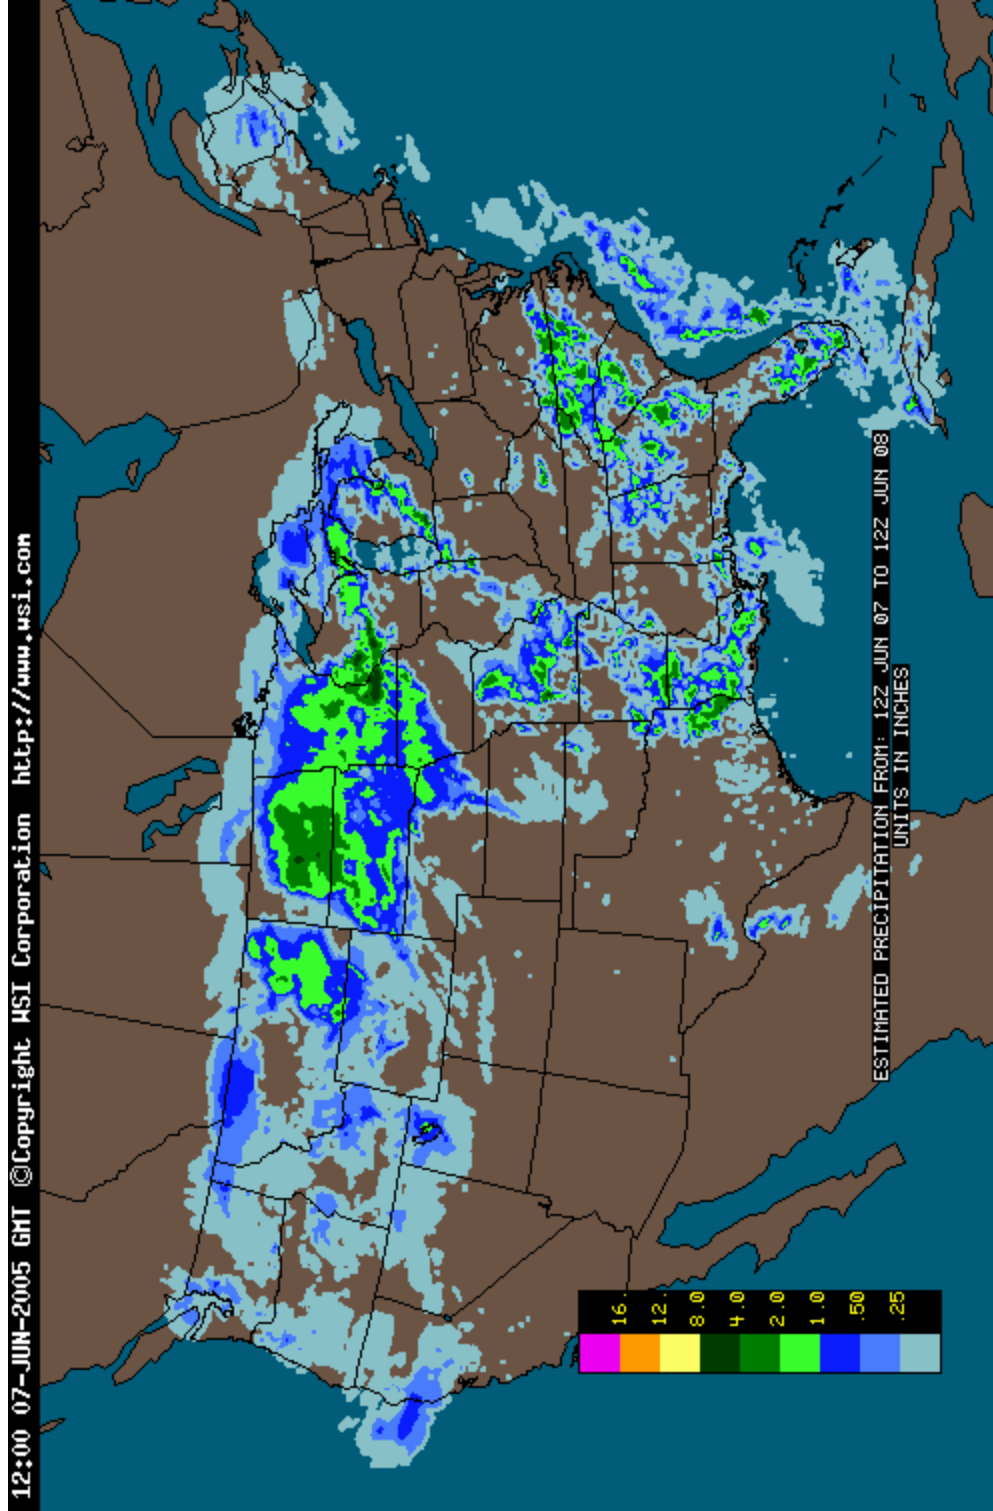 12:00 07-JUN-2005 GMT ©Copyright WSI Corporation http://www.wsi.com
ESTIMATED PRECIPITATION FROM: 12Z JUN 07 TO 12Z JUN 08
UNITS IN INCHES
16.
12.
8.0
4.0
2.0
1.0
.50
.25